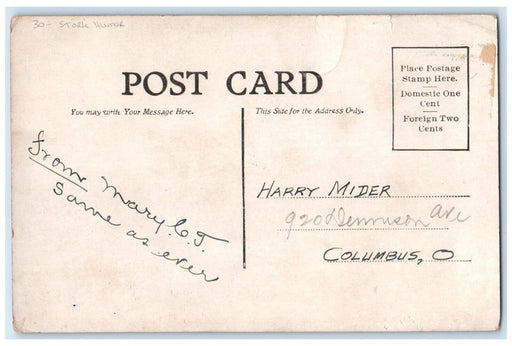 30- Stork Humor
POST CARD
Place Postage
Stamp Here.
Domestic One
Cent
Foreign Two
Cents
You may write Your Message Here.
This Side for the Address Only.
from Mary C. J.
same as ever
HARRY MIDER
920 Dennison Ave
COLUMBUS, O